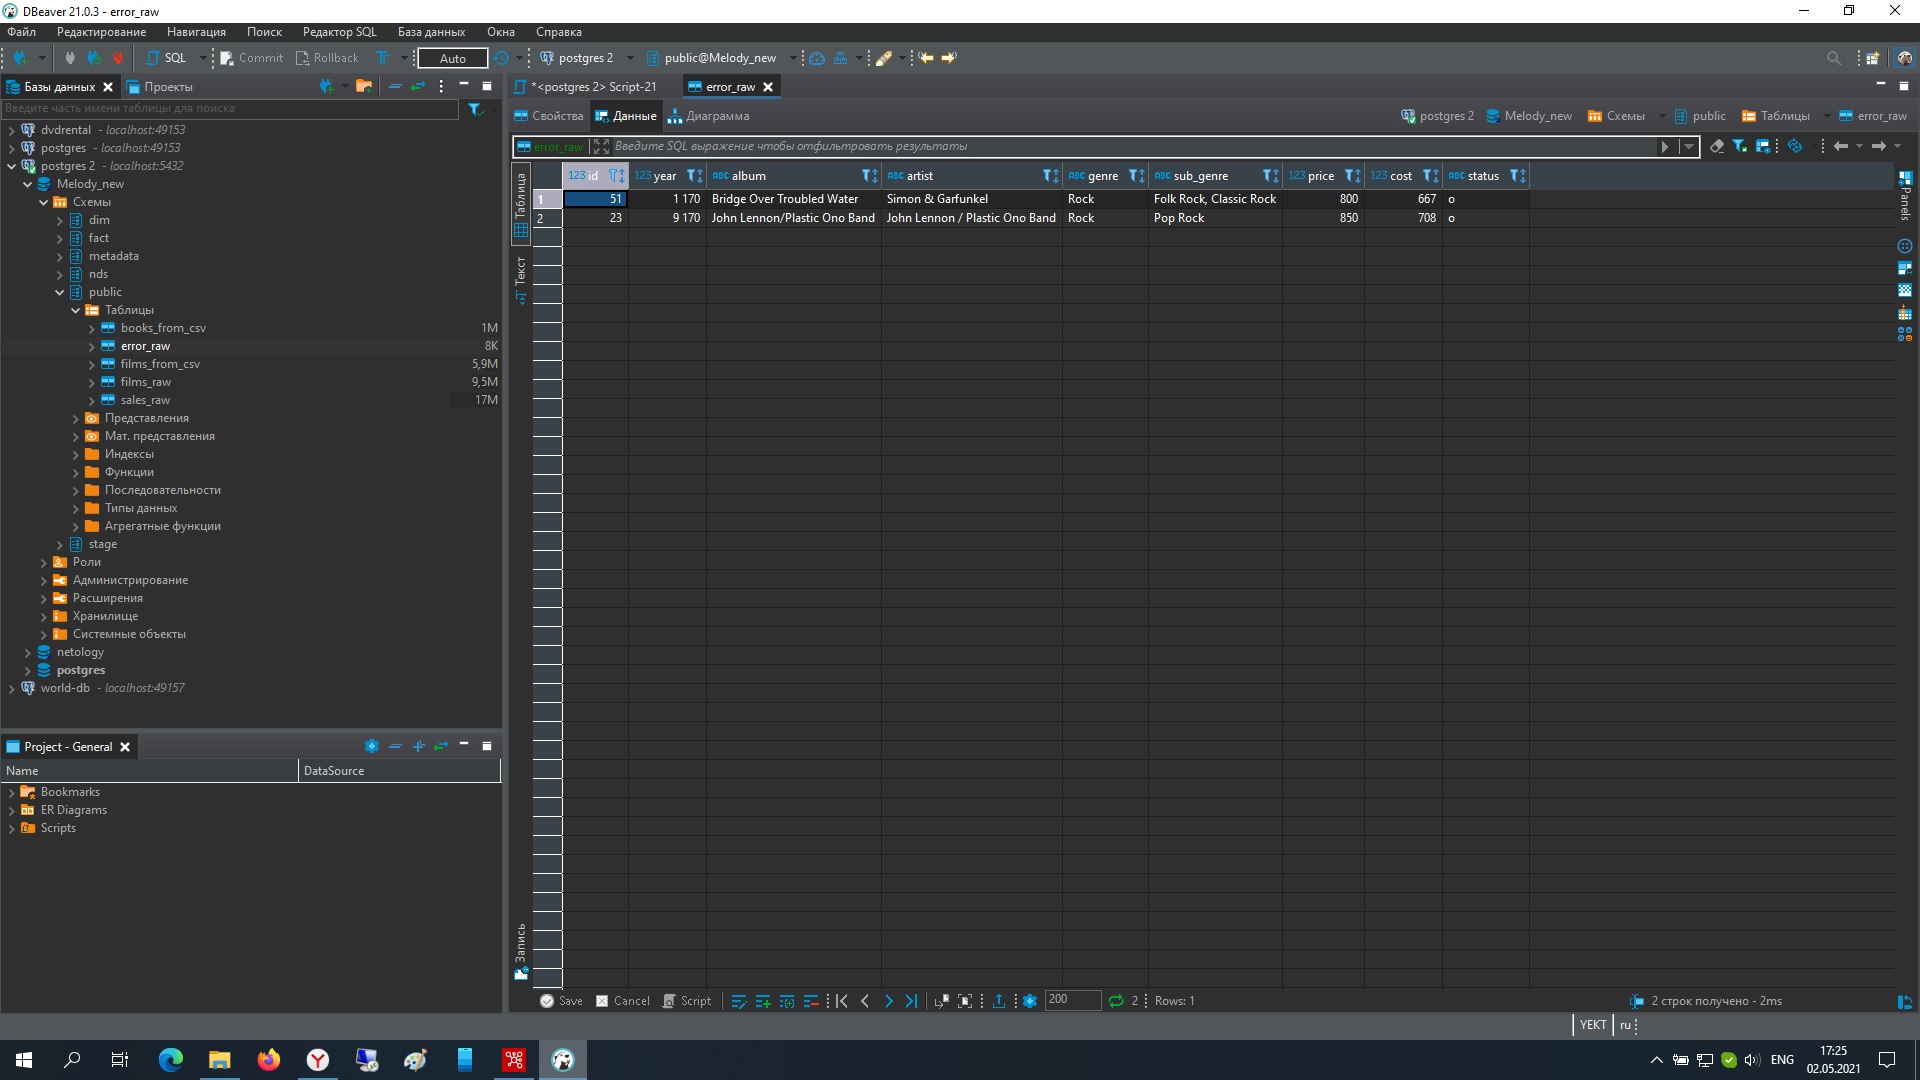 DBeaver 21.0.3 - error_raw
Файл Редактирование Навигация Поиск Редактор SQL База данных Окна Справка
SQL Commit Rollback Auto postgres 2 public@Melody_new
Базы данных Проекты
Введите часть имени таблицы для поиска
dvdrental - localhost:49153
postgres - localhost:49153
postgres 2 - localhost:5432
Melody_new
Схемы
dim
fact
metadata
nds
public
Таблицы
books_from_csv 1M
error_raw 8K
films_from_csv 5,9M
films_raw 9,5M
sales_raw 17M
Представления
Мат. представления
Индексы
Функции
Последовательности
Типы данных
Агрегатные функции
stage
Роли
Администрирование
Расширения
Хранилище
Системные объекты
netology
postgres
world-db - localhost:49157
Project - General
Name DataSource
Bookmarks
ER Diagrams
Scripts
*<postgres 2> Script-21 error_raw
Свойства Данные Диаграмма postgres 2 Melody_new Схемы public Таблицы error_raw
error_raw Введите SQL выражение чтобы отфильтровать результаты
123 id 123 year ABC album ABC artist ABC genre ABC sub_genre 123 price 123 cost ABC status
1 51 1 170 Bridge Over Troubled Water Simon & Garfunkel Rock Folk Rock, Classic Rock 800 667 o
2 23 9 170 John Lennon/Plastic Ono Band John Lennon / Plastic Ono Band Rock Pop Rock 850 708 o
Таблица
Текст
Запись
Panels
Save Cancel Script 200 2 Rows: 1 2 строк получено - 2ms
YEKT ru
ENG 17:25
02.05.2021